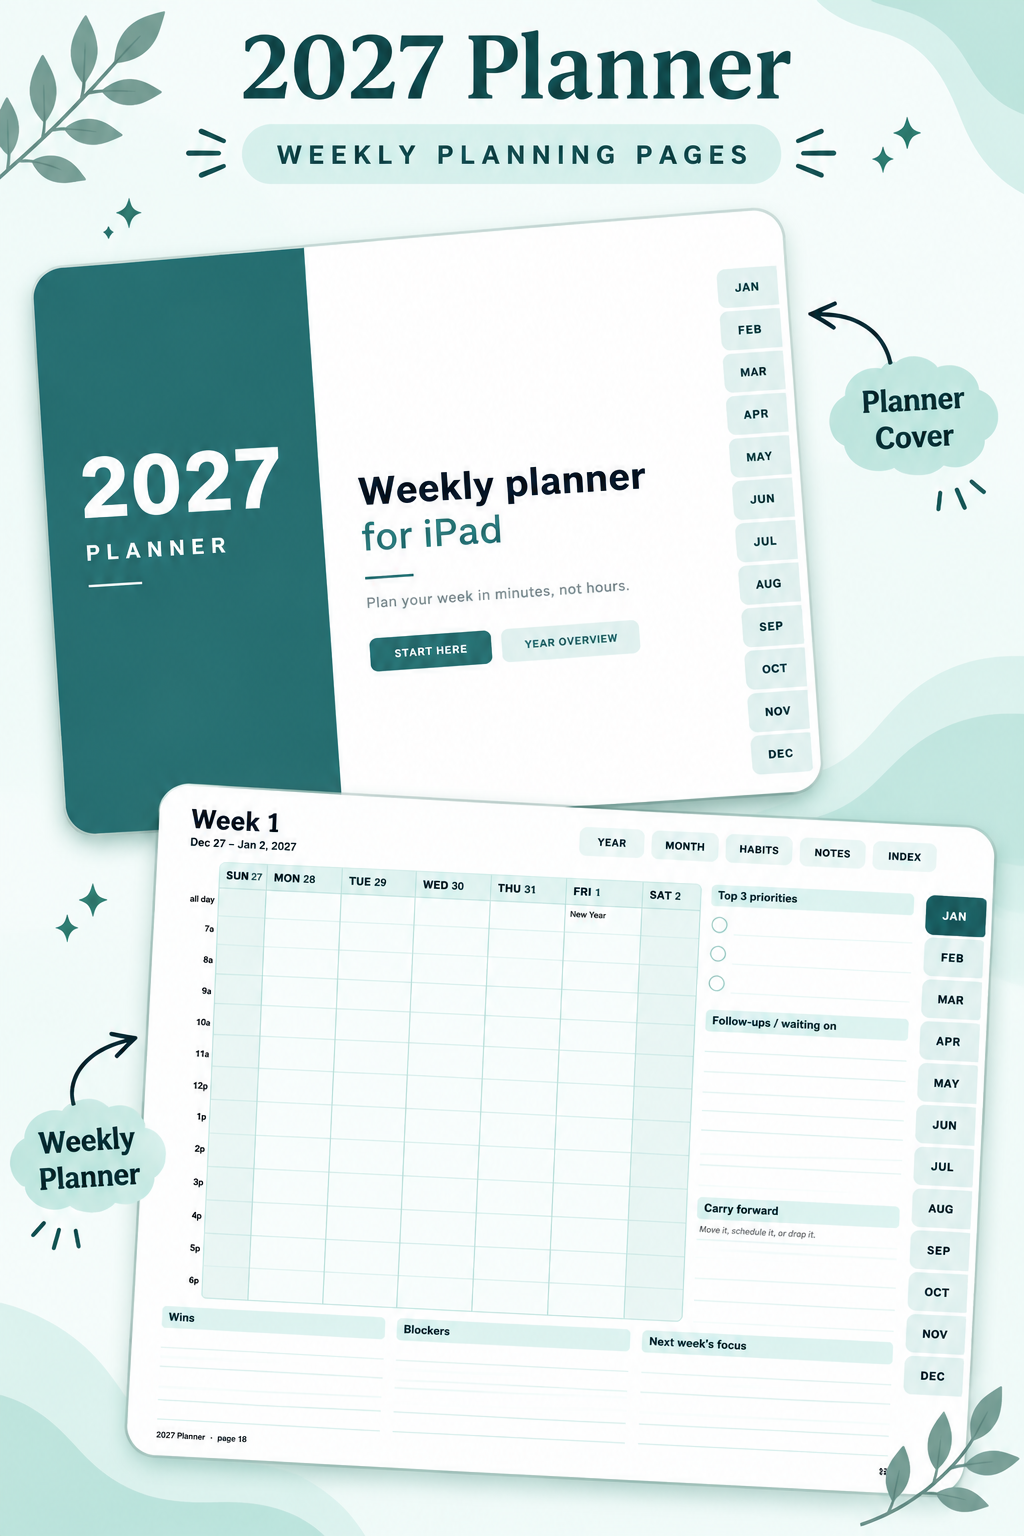 2027 Planner
WEEKLY PLANNING PAGES
2027
PLANNER
Weekly planner
for iPad
Plan your week in minutes, not hours.
START HERE
YEAR OVERVIEW
JAN
FEB
MAR
APR
MAY
JUN
JUL
AUG
SEP
OCT
NOV
DEC
Planner
Cover
Week 1
Dec 27 – Jan 2, 2027
YEAR
MONTH
HABITS
NOTES
INDEX
SUN 27
MON 28
TUE 29
WED 30
THU 31
FRI 1
SAT 2
all day
New Year
7a
8a
9a
10a
11a
12p
1p
2p
3p
4p
5p
6p
Top 3 priorities
Follow-ups / waiting on
Carry forward
Move it, schedule it, or drop it.
JAN
FEB
MAR
APR
MAY
JUN
JUL
AUG
SEP
OCT
NOV
DEC
Weekly
Planner
Wins
Blockers
Next week's focus
2027 Planner · page 18